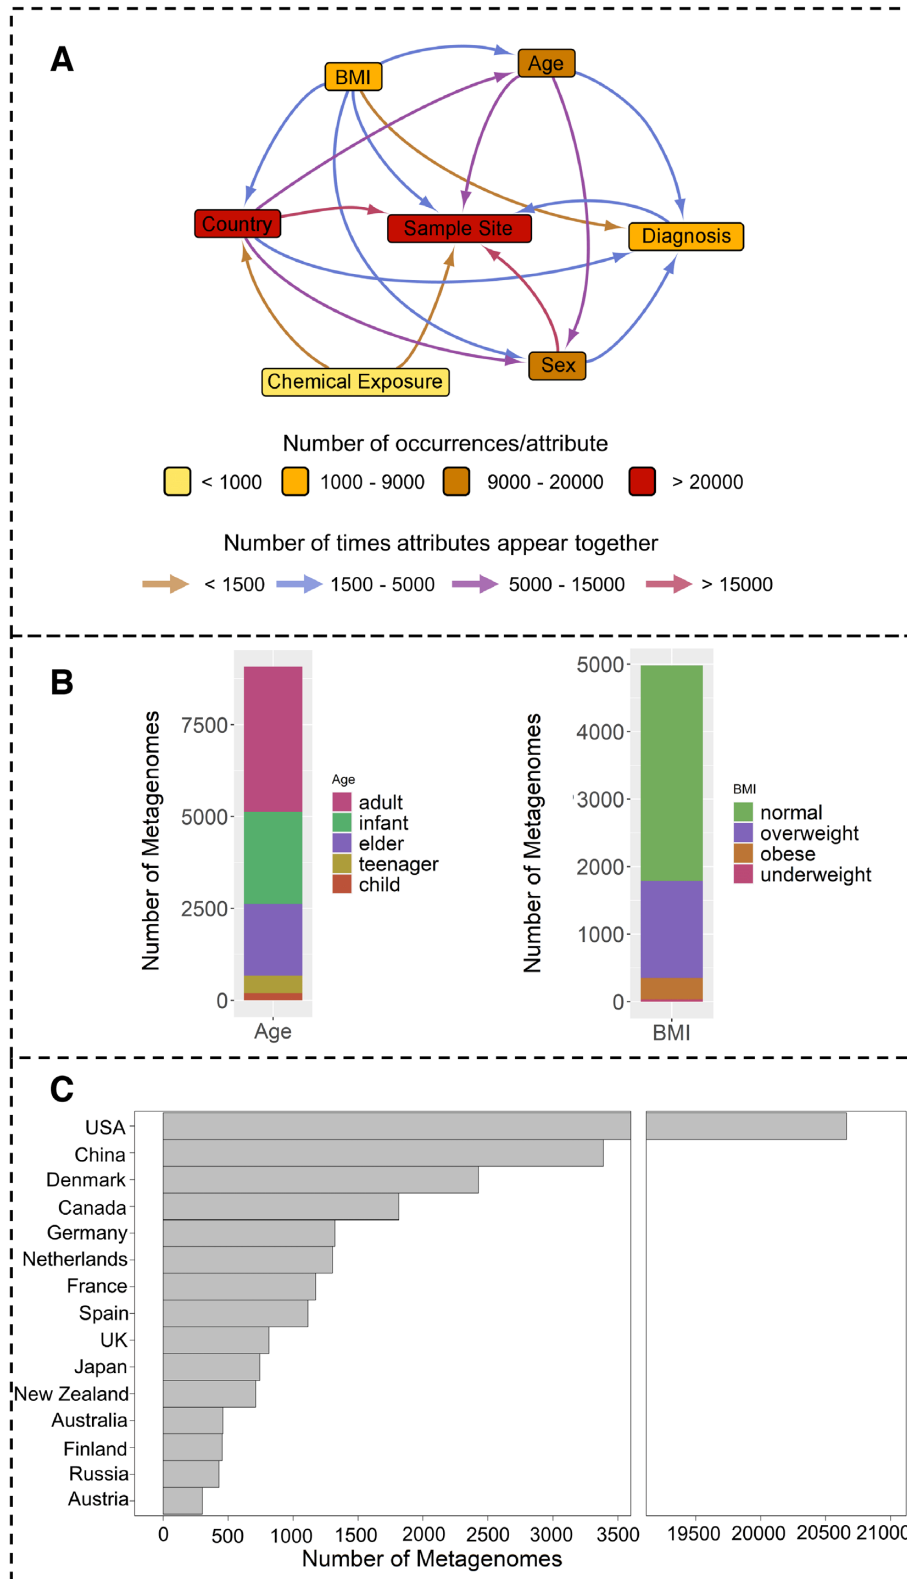 A
BMI
Age
Country
Sample Site
Diagnosis
Sex
Chemical Exposure
Number of occurrences/attribute
< 1000
1000 - 9000
9000 - 20000
> 20000
Number of times attributes appear together
< 1500
1500 - 5000
5000 - 15000
> 15000
B
Number of Metagenomes
7500
5000
2500
0
Age
Age
adult
infant
elder
teenager
child
Number of Metagenomes
5000
4000
3000
2000
1000
0
BMI
BMI
normal
overweight
obese
underweight
C
USA
China
Denmark
Canada
Germany
Netherlands
France
Spain
UK
Japan
New Zealand
Australia
Finland
Russia
Austria
0 500 1000 1500 2000 2500 3000 3500 19500 20000 20500 21000
Number of Metagenomes